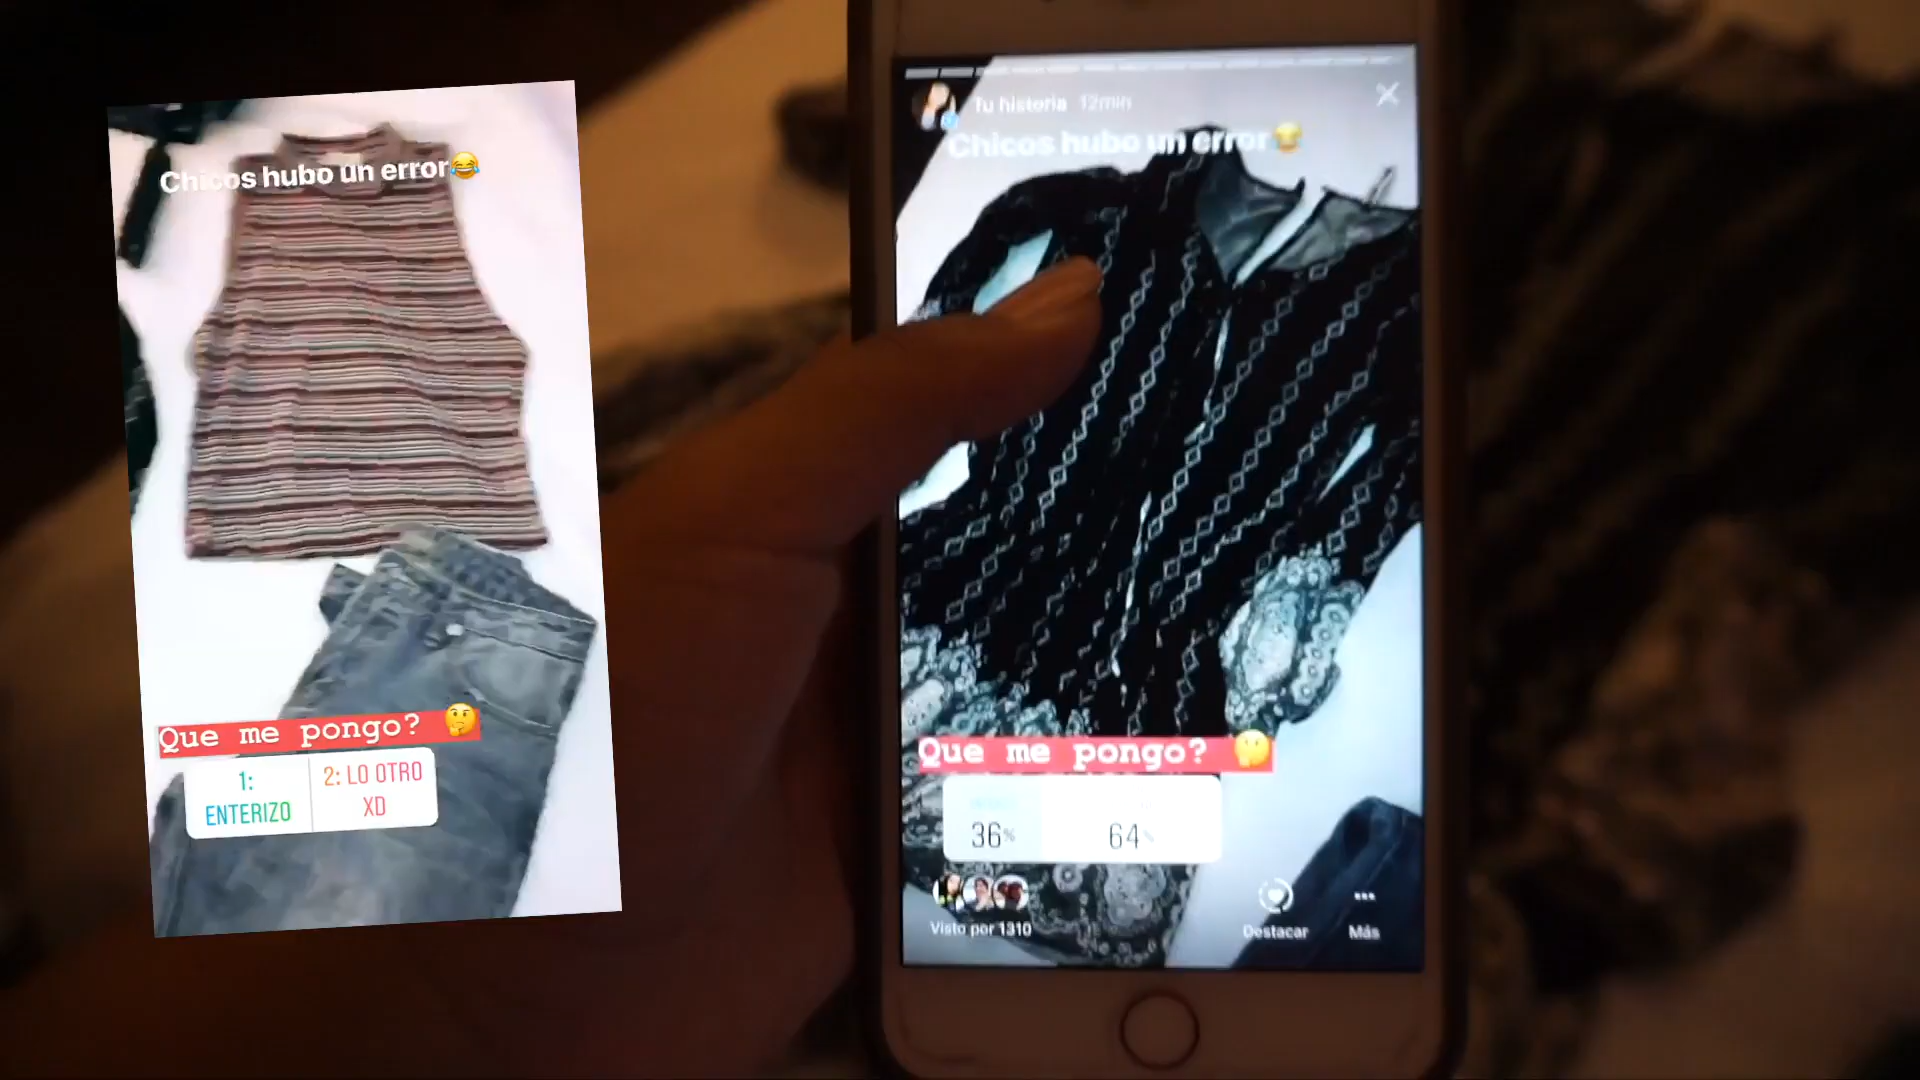 Chicos hubo un error😂
Que me pongo? 🤔
1:
ENTERIZO
2: LO OTRO
XD
Tu historia 12min
Chicos hubo un error😂
Que me pongo? 🤔
36%
64%
Visto por 1310
Destacar
Más